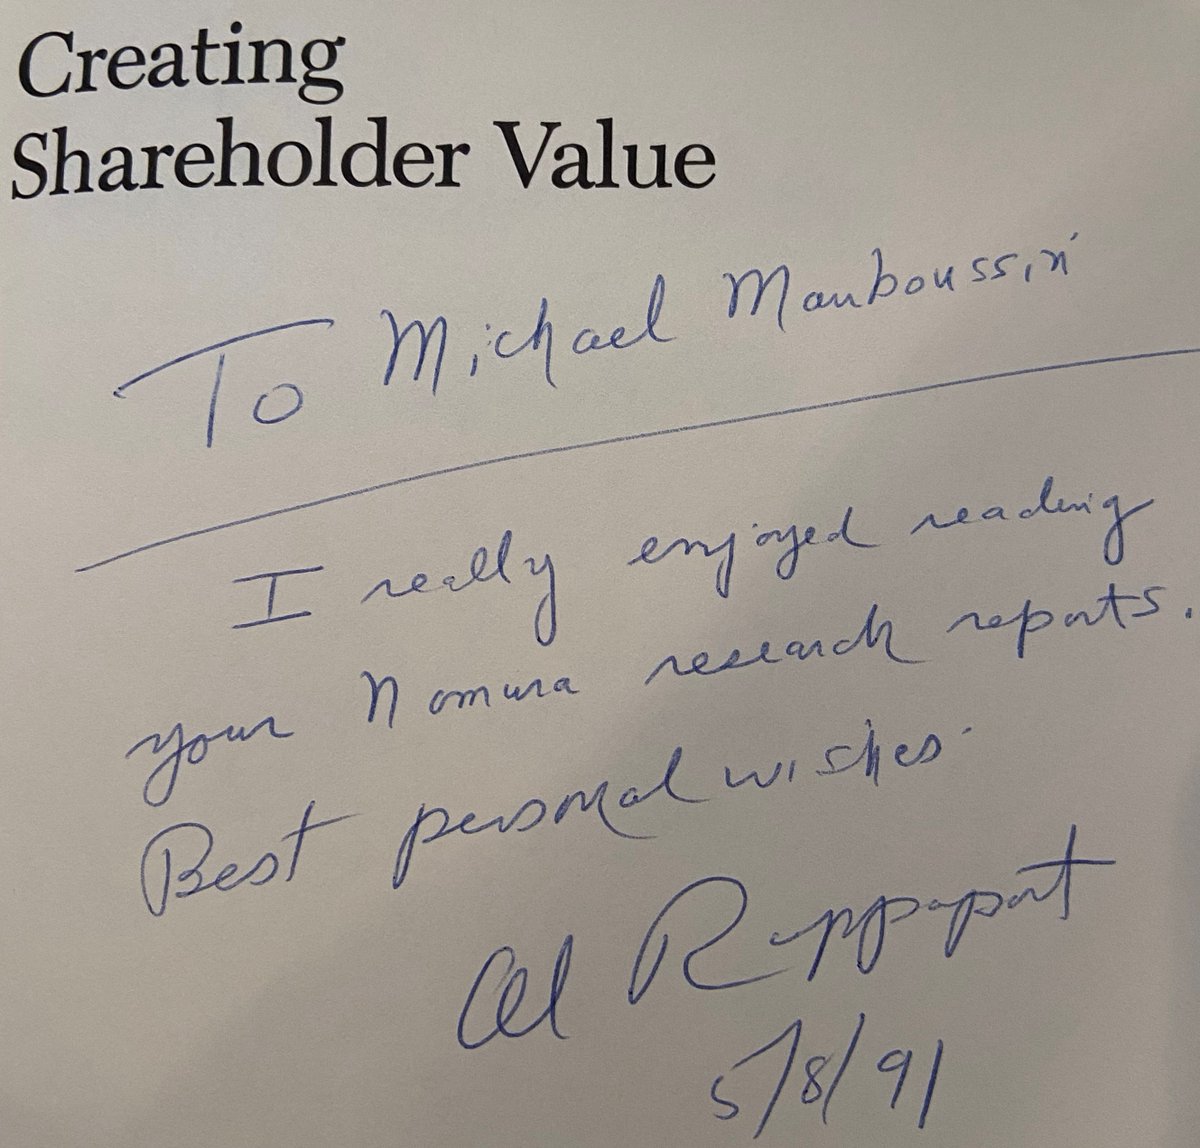 Creating
Shareholder Value
To Michael Mauboussin
I really enjoyed reading
your Nomura research reports.
Best personal wishes.
Al Rappaport
5/8/91